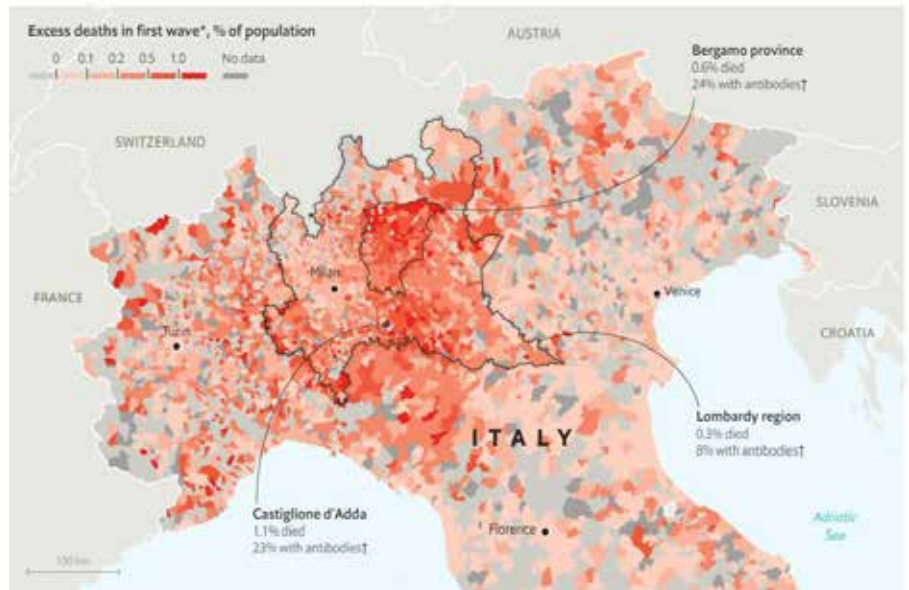 Excess deaths in first wave*, % of population
0 0.1 0.2 0.5 1.0 No data
AUSTRIA
Bergamo province
0.6% died
24% with antibodies†
SWITZERLAND
SLOVENIA
Milan
FRANCE
Venice
Turin
CROATIA
Lombardy region
0.3% died
8% with antibodies†
ITALY
Castiglione d'Adda
1.1% died
23% with antibodies†
Florence
Adriatic
Sea
100 km